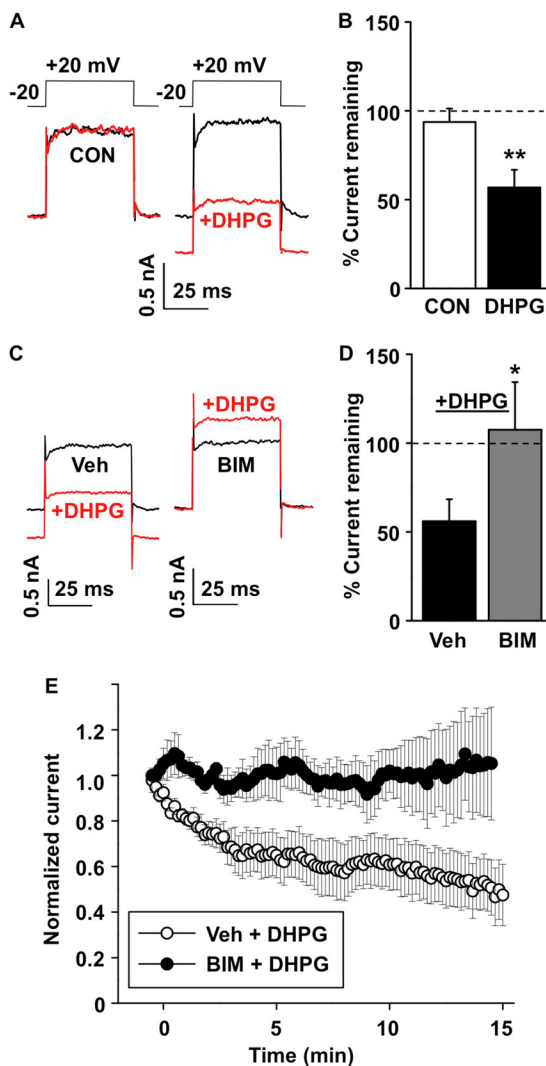 A
+20 mV
+20 mV
-20
-20
CON
+DHPG
0.5 nA
25 ms
B
% Current remaining
150
100
50
0
**
CON
DHPG
C
+DHPG
Veh
BIM
+DHPG
0.5 nA
25 ms
0.5 nA
25 ms
D
% Current remaining
150
100
50
0
*
+DHPG
Veh
BIM
E
Normalized current
1.2
1.0
0.8
0.6
0.4
0.2
0
Veh + DHPG
BIM + DHPG
0
5
10
15
Time (min)